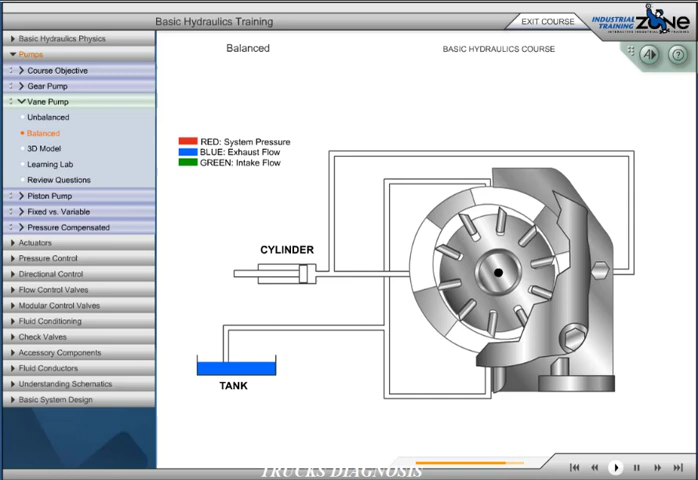 Basic Hydraulics Training
EXIT COURSE
INDUSTRIAL
TRAINING
ZONE
Basic Hydraulics Physics
Pumps
Course Objective
Gear Pump
Vane Pump
Unbalanced
Balanced
3D Model
Learning Lab
Review Questions
Piston Pump
Fixed vs. Variable
Pressure Compensated
Actuators
Pressure Control
Directional Control
Flow Control Valves
Modular Control Valves
Fluid Conditioning
Check Valves
Accessory Components
Fluid Conductors
Understanding Schematics
Basic System Design
Balanced
BASIC HYDRAULICS COURSE
A
?
RED: System Pressure
BLUE: Exhaust Flow
GREEN: Intake Flow
CYLINDER
TANK
TRUCKS DIAGNOSIS